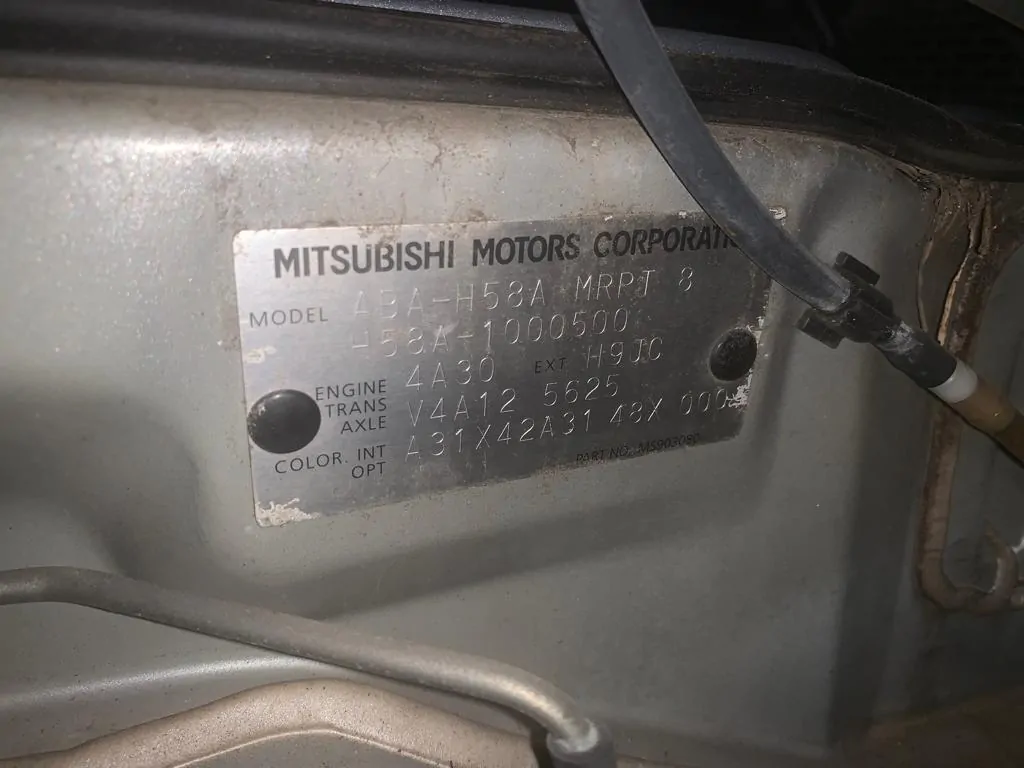 MITSUBISHI MOTORS CORPORATI
MODEL ABA-H58A MRPT 8
H58A-1000500
ENGINE 4A30 EXT H9JC
TRANS AXLE V4A12 5625
COLOR. INT OPT A31X42A31 48X 000
PART NO. MS903080